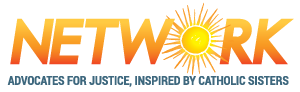 NETWORK
ADVOCATES FOR JUSTICE, INSPIRED BY CATHOLIC SISTERS